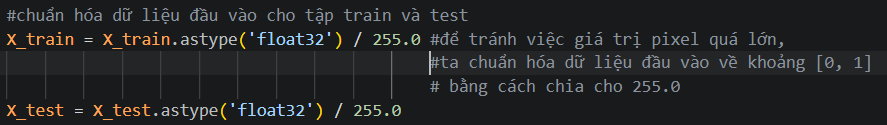 #chuẩn hóa dữ liệu đầu vào cho tập train và test
X_train = X_train.astype('float32') / 255.0 #để tránh việc giá trị pixel quá lớn,
#ta chuẩn hóa dữ liệu đầu vào về khoảng [0, 1]
# bằng cách chia cho 255.0
X_test = X_test.astype('float32') / 255.0